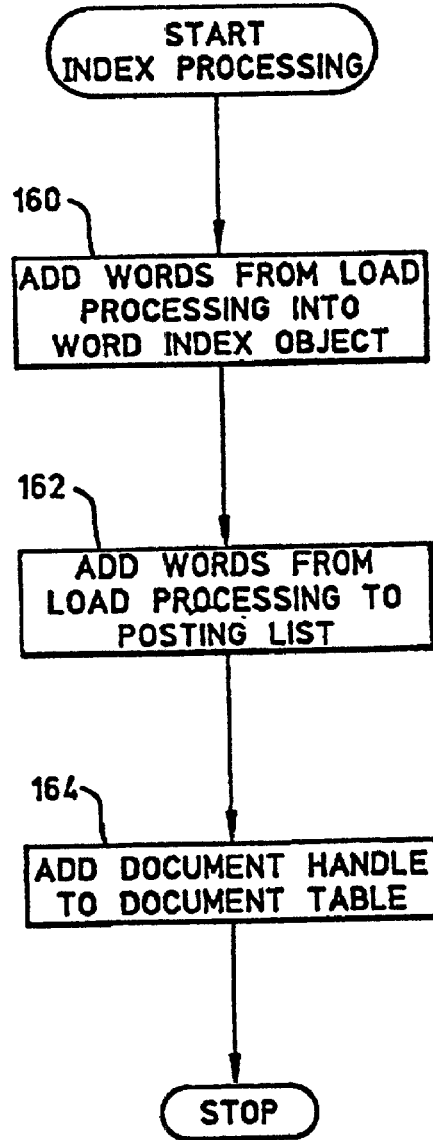 START
INDEX PROCESSING
160
ADD WORDS FROM LOAD
PROCESSING INTO
WORD INDEX OBJECT
162
ADD WORDS FROM
LOAD PROCESSING TO
POSTING LIST
164
ADD DOCUMENT HANDLE
TO DOCUMENT TABLE
STOP